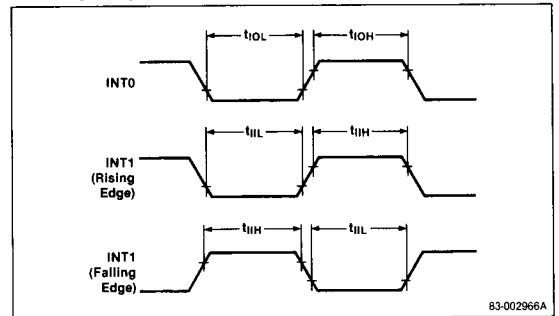 tIOL
tIOH
INT0
tIIL
tIIH
INT1
(Rising
Edge)
tIIH
tIIL
INT1
(Falling
Edge)
83-002966A